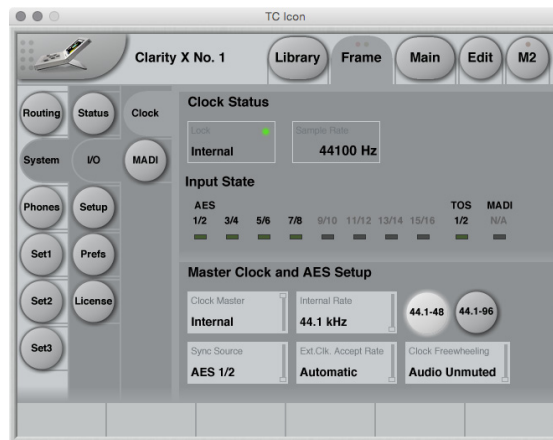 TC Icon
Clarity X No. 1
Library Frame Main Edit M2
Routing Status Clock
System I/O MADI
Phones Setup
Set1 Prefs
Set2 License
Set3
Clock Status
Lock Sample Rate
Internal 44100 Hz
Input State
AES TOS MADI
1/2 3/4 5/6 7/8 9/10 11/12 13/14 15/16 1/2 N/A
Master Clock and AES Setup
Clock Master Internal Rate
Internal 44.1 kHz 44.1-48 44.1-96
Sync Source Ext.Clk. Accept Rate Clock Freewheeling
AES 1/2 Automatic Audio Unmuted